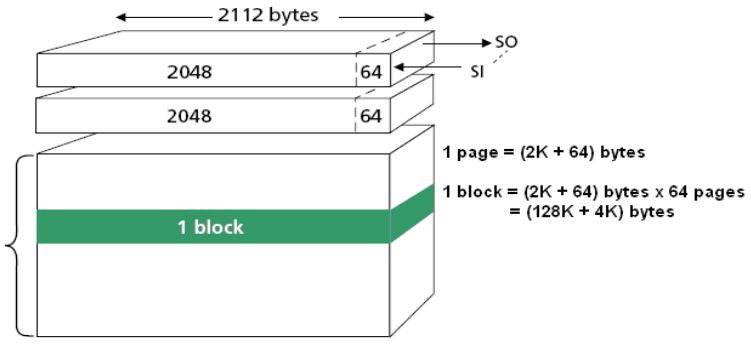 2112 bytes
SO
2048 64
SI
2048 64
1 page = (2K + 64) bytes
1 block = (2K + 64) bytes x 64 pages
= (128K + 4K) bytes
1 block